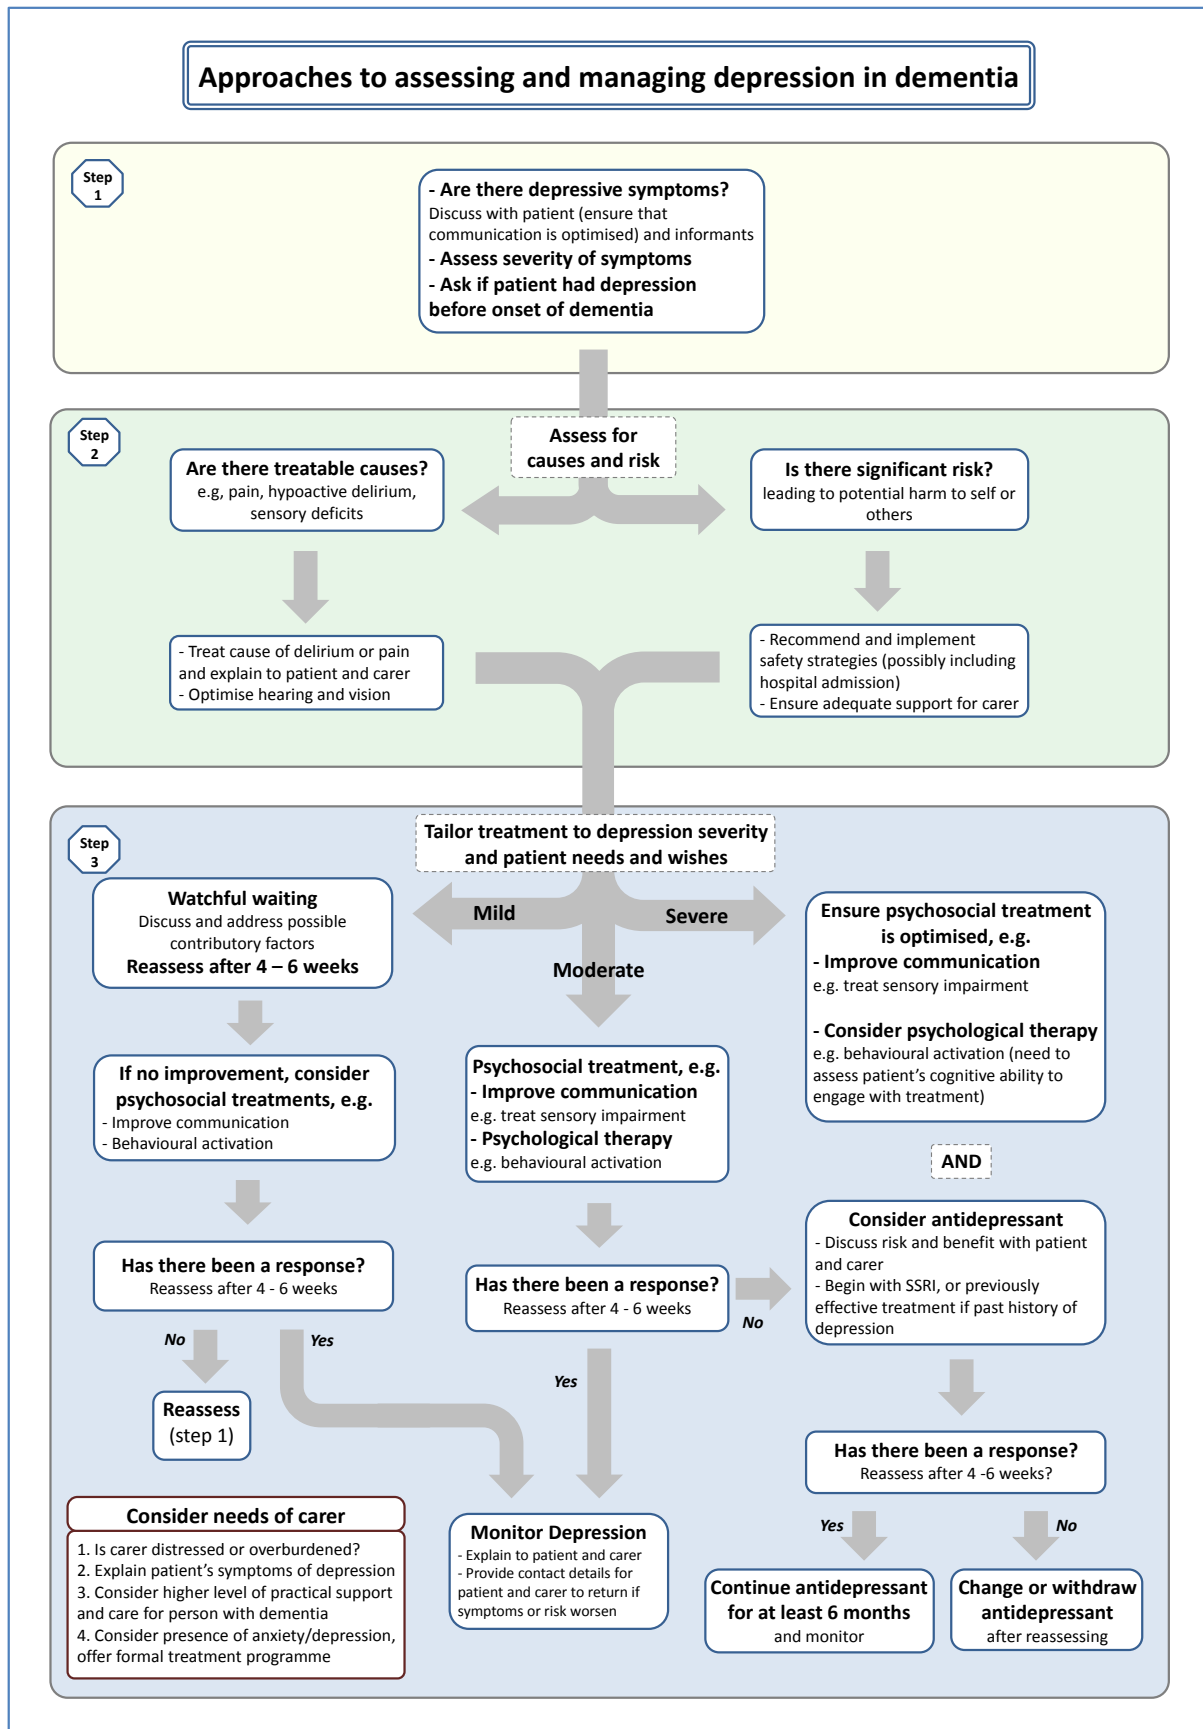 Approaches to assessing and managing depression in dementia
Step
1
- Are there depressive symptoms?
Discuss with patient (ensure that
communication is optimised) and informants
- Assess severity of symptoms
- Ask if patient had depression
before onset of dementia
Step
2
Assess for
causes and risk
Are there treatable causes?
e.g, pain, hypoactive delirium,
sensory deficits
Is there significant risk?
leading to potential harm to self or
others
- Treat cause of delirium or pain
and explain to patient and carer
- Optimise hearing and vision
- Recommend and implement
safety strategies (possibly including
hospital admission)
- Ensure adequate support for carer
Step
3
Tailor treatment to depression severity
and patient needs and wishes
Mild
Severe
Moderate
Watchful waiting
Discuss and address possible
contributory factors
Reassess after 4 – 6 weeks
If no improvement, consider
psychosocial treatments, e.g.
- Improve communication
- Behavioural activation
Has there been a response?
Reassess after 4 - 6 weeks
No
Yes
Reassess
(step 1)
Psychosocial treatment, e.g.
- Improve communication
e.g. treat sensory impairment
- Psychological therapy
e.g. behavioural activation
Has there been a response?
Reassess after 4 - 6 weeks
No
Yes
Ensure psychosocial treatment
is optimised, e.g.
- Improve communication
e.g. treat sensory impairment
- Consider psychological therapy
e.g. behavioural activation (need to
assess patient's cognitive ability to
engage with treatment)
AND
Consider antidepressant
- Discuss risk and benefit with patient
and carer
- Begin with SSRI, or previously
effective treatment if past history of
depression
Has there been a response?
Reassess after 4 -6 weeks?
Yes
No
Consider needs of carer
1. Is carer distressed or overburdened?
2. Explain patient's symptoms of depression
3. Consider higher level of practical support
and care for person with dementia
4. Consider presence of anxiety/depression,
offer formal treatment programme
Monitor Depression
- Explain to patient and carer
- Provide contact details for
patient and carer to return if
symptoms or risk worsen
Continue antidepressant
for at least 6 months
and monitor
Change or withdraw
antidepressant
after reassessing